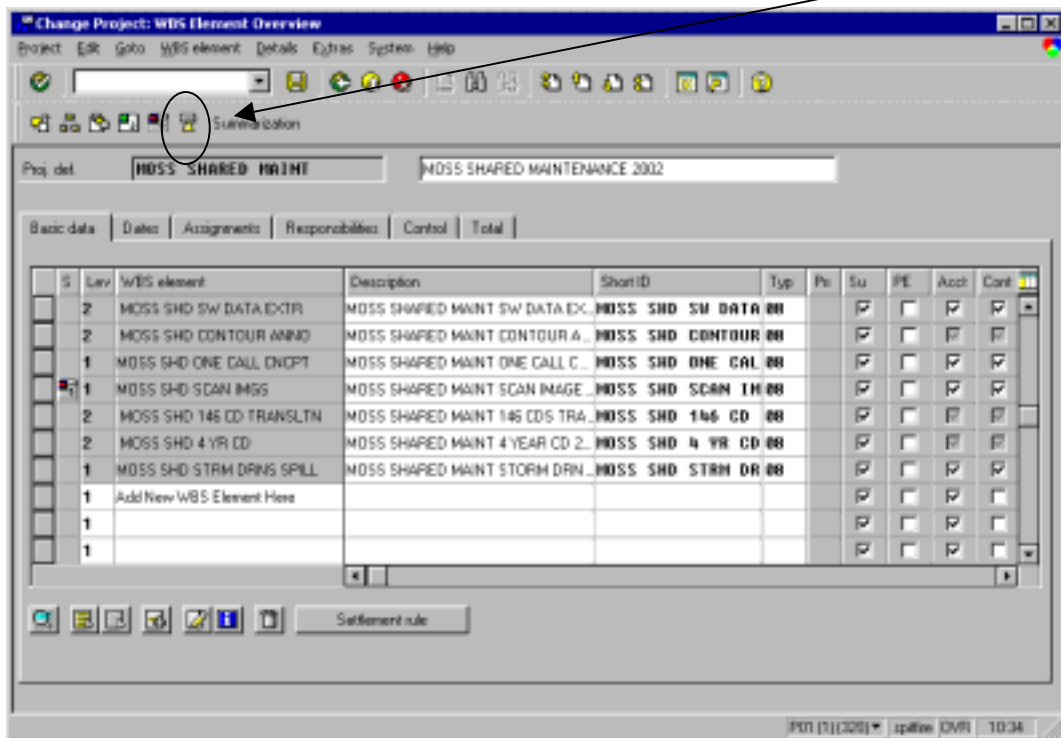 Change Project: WBS Element Overview
Project Edit Goto WBS element Details Extras System Help
Summarization
Proj. def. MOSS SHARED MAINT MOSS SHARED MAINTENANCE 2002
Basic data Dates Assignments Responsibilities Control Total
S Lev WBS element Description Short ID Typ Su PE Acct Cont
2 MOSS SHD SW DATA EXTR MOSS SHARED MAINT SW DATA EX... MOSS SHD SW DATA 08
2 MOSS SHD CONTOUR ANNO MOSS SHARED MAINT CONTOUR A... MOSS SHD CONTOUR 08
1 MOSS SHD ONE CALL CNCPT MOSS SHARED MAINT ONE CALL C... MOSS SHD ONE CAL 08
1 MOSS SHD SCAN IMGS MOSS SHARED MAINT SCAN IMAGE... MOSS SHD SCAN IM 08
2 MOSS SHD 146 CD TRANSLTN MOSS SHARED MAINT 146 CDS TRA... MOSS SHD 146 CD 08
2 MOSS SHD 4 YR CD MOSS SHARED MAINT 4 YEAR CD 2... MOSS SHD 4 YR CD 08
1 MOSS SHD STRM DRNS SPILL MOSS SHARED MAINT STORM DRN... MOSS SHD STRM DR 08
1 Add New WBS Element Here
1
1
Settlement rule
P01 (1) (320) spitfire OVR 10:34